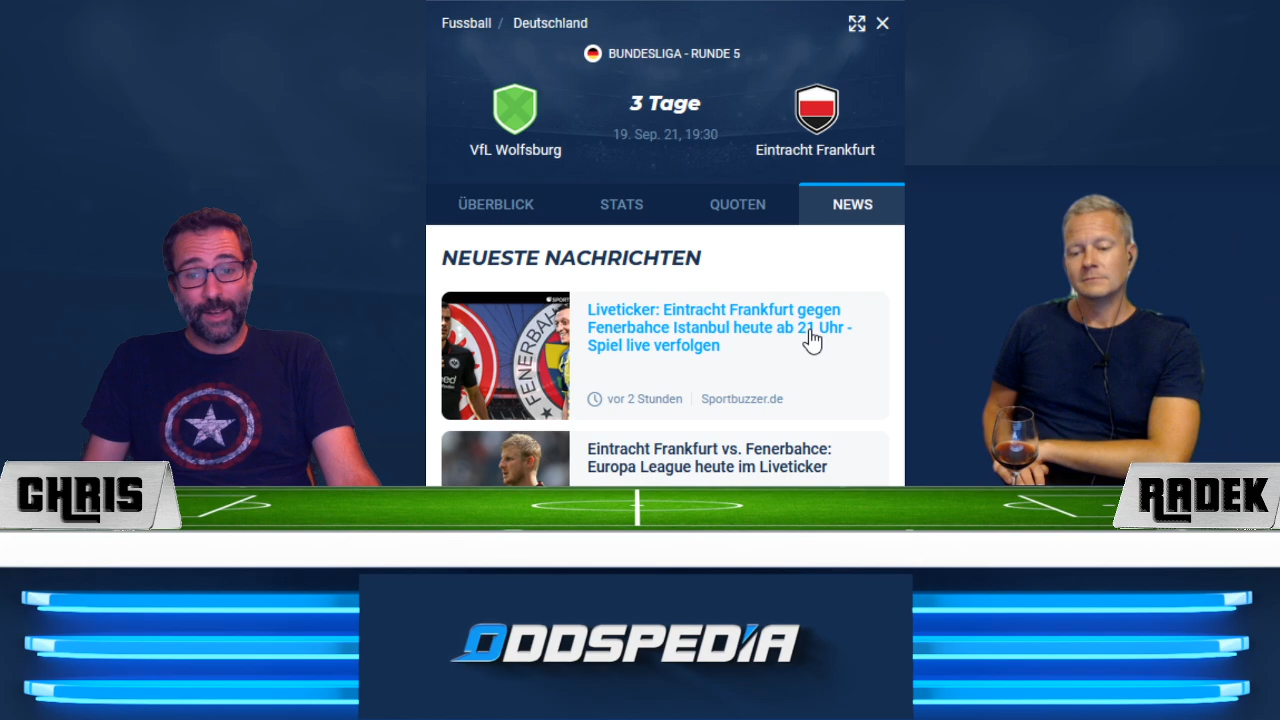 Fussball / Deutschland
BUNDESLIGA - RUNDE 5
3 Tage
19. Sep. 21, 19:30
VfL Wolfsburg
Eintracht Frankfurt
ÜBERBLICK
STATS
QUOTEN
NEWS
NEUESTE NACHRICHTEN
SPORT
FENERBAH
Liveticker: Eintracht Frankfurt gegen
Fenerbahce Istanbul heute ab 21 Uhr -
Spiel live verfolgen
vor 2 Stunden
Sportbuzzer.de
Eintracht Frankfurt vs. Fenerbahce:
Europa League heute im Liveticker
CHRIS
RADEK
ODDSPEDIA